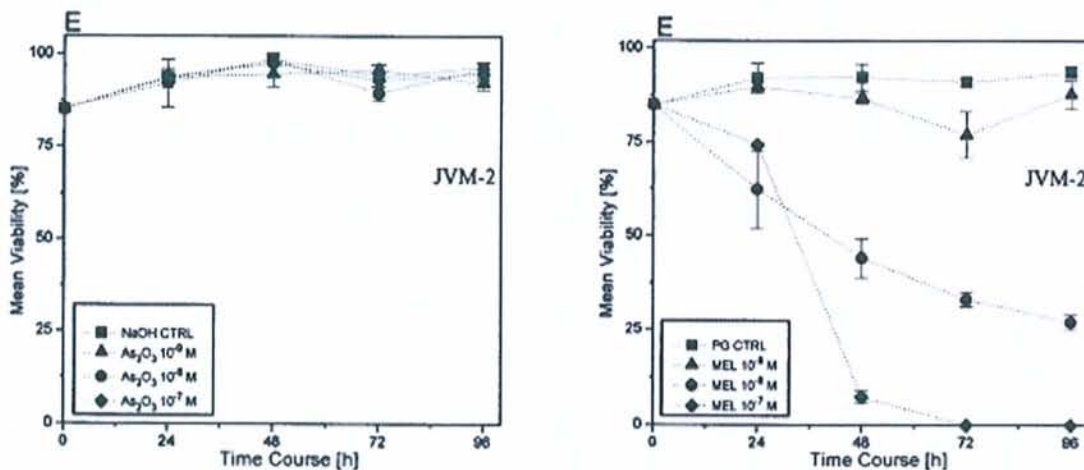 E
100
75
50
25
0
Mean Viability [%]
JVM-2
NaOH CTRL
As₂O₃ 10⁻⁹ M
As₂O₃ 10⁻⁸ M
As₂O₃ 10⁻⁷ M
0 24 48 72 96
Time Course [h]
E
100
75
50
25
0
Mean Viability [%]
JVM-2
PG CTRL
MEL 10⁻⁹ M
MEL 10⁻⁸ M
MEL 10⁻⁷ M
0 24 48 72 96
Time Course [h]